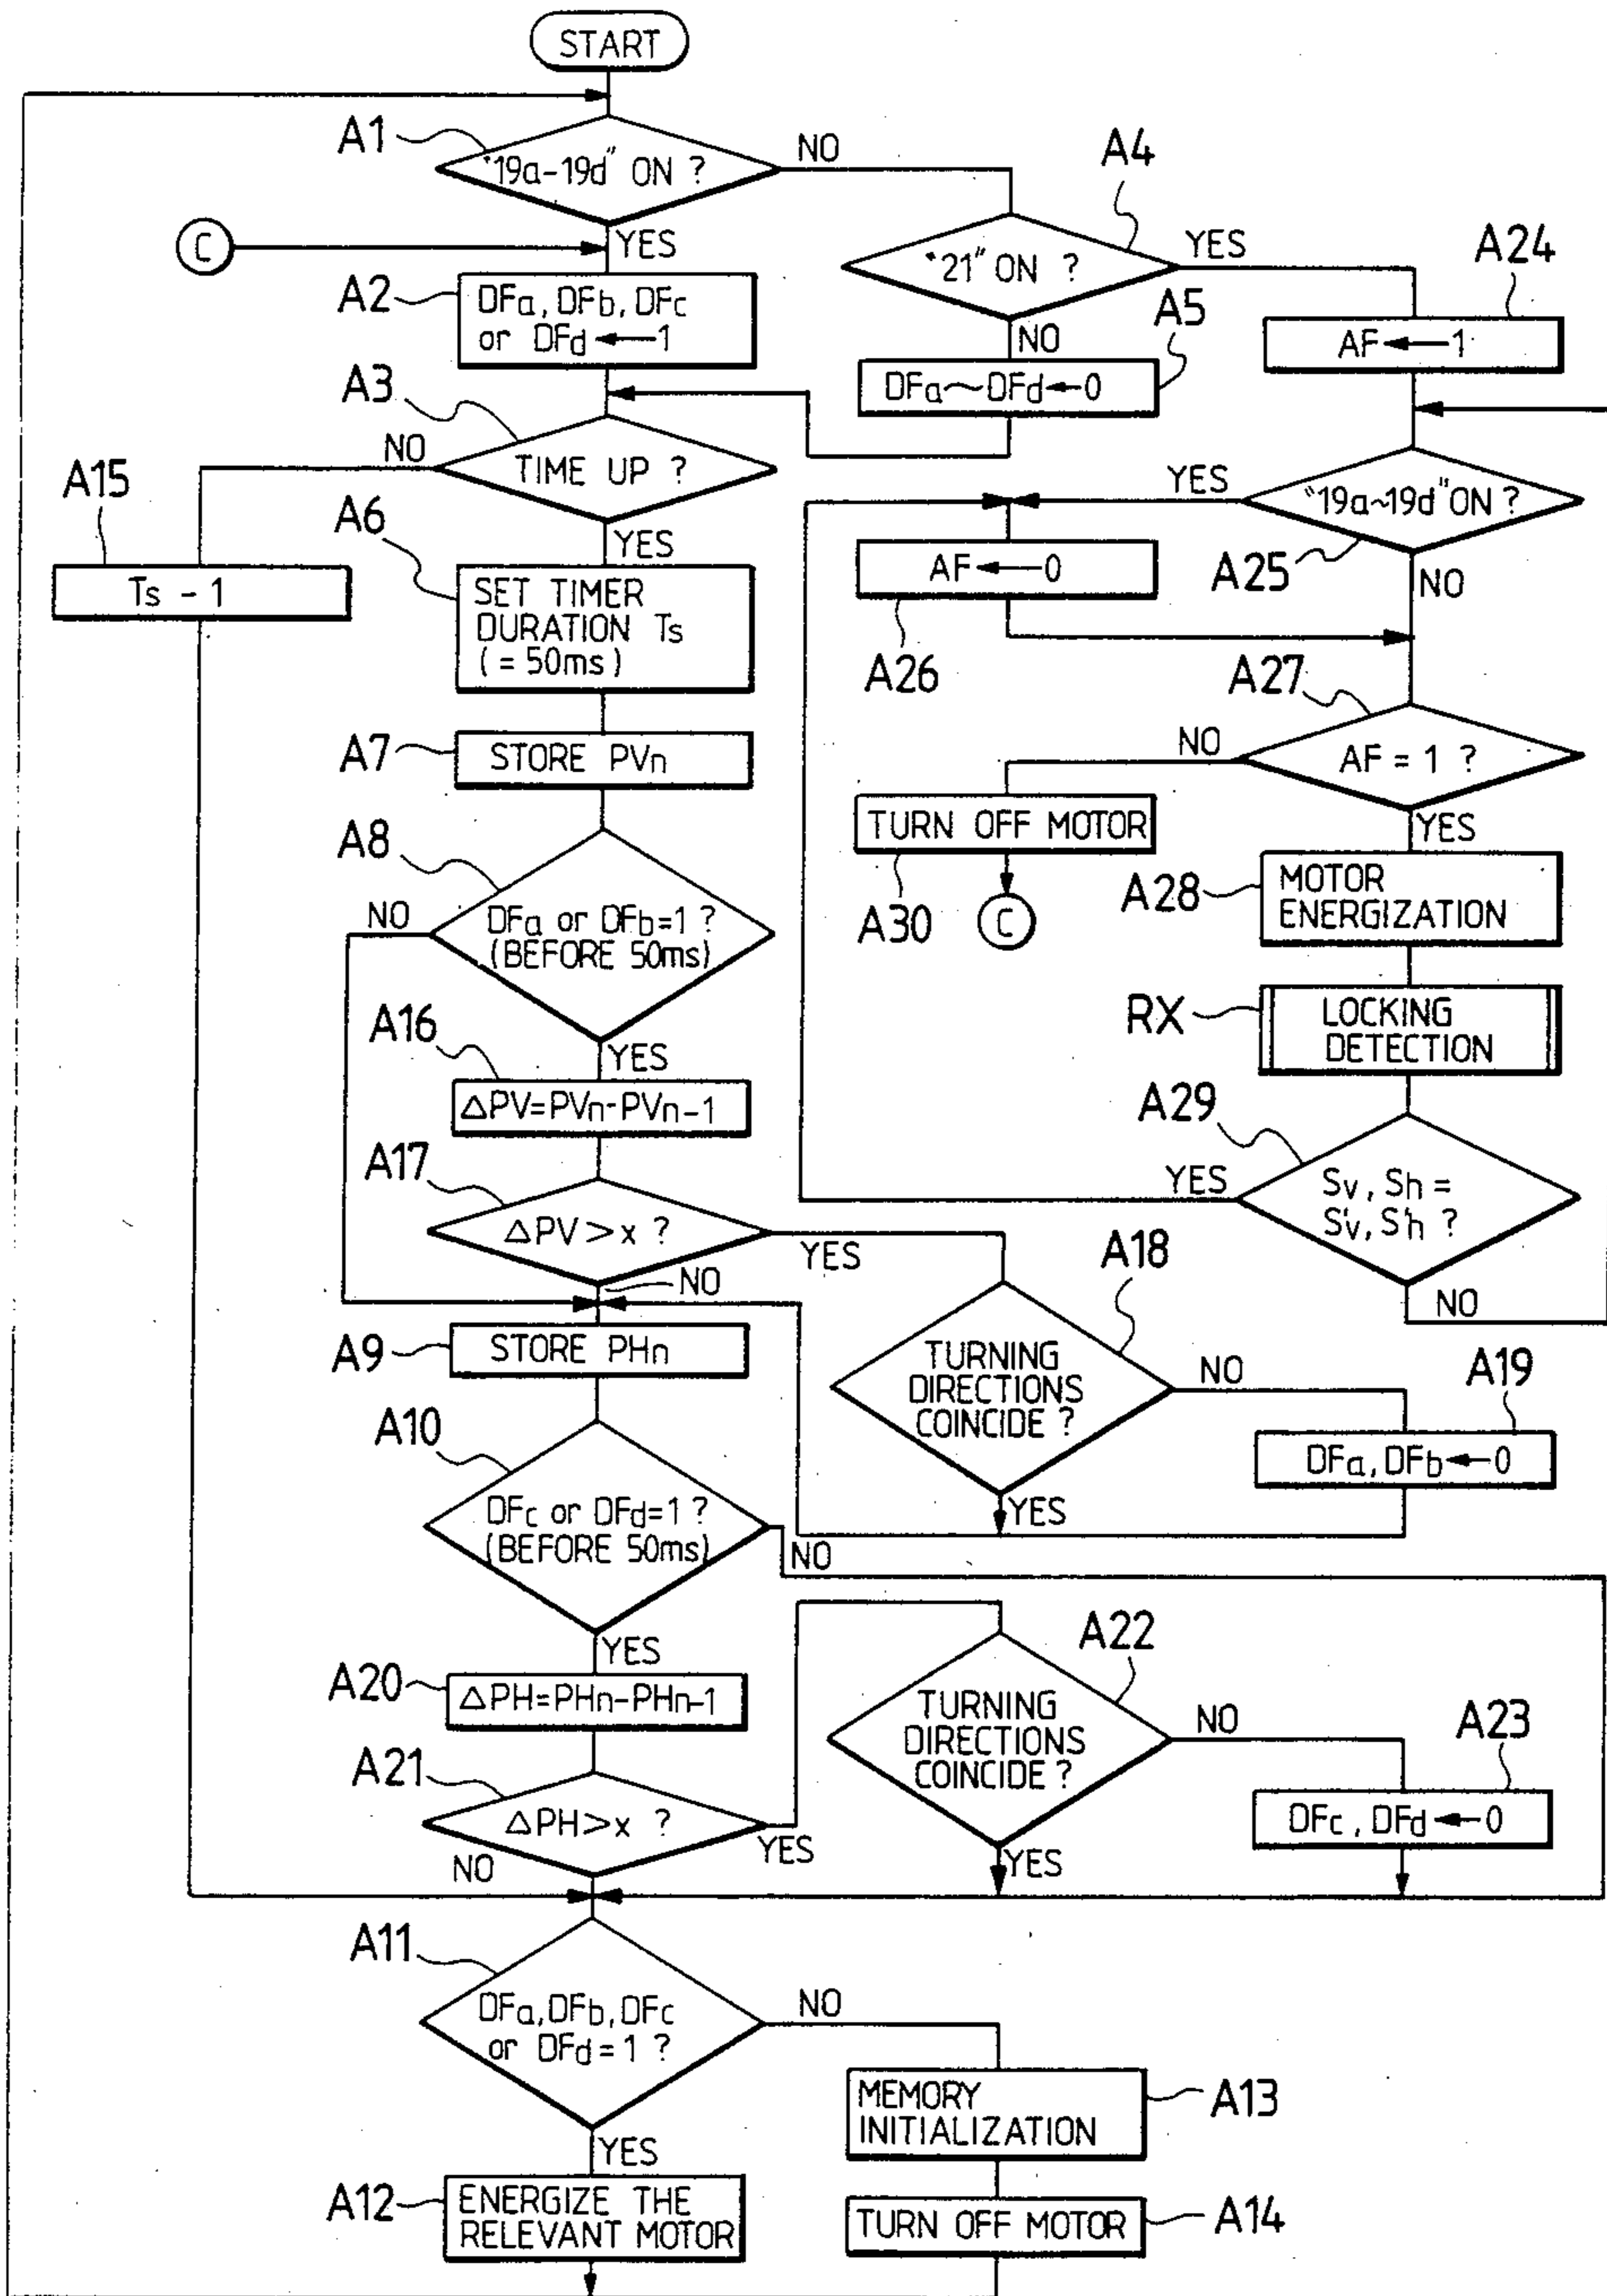 START
A1
"19a-19d" ON ?
NO
YES
C
A4
"21" ON ?
YES
NO
A24
AF ← 1
A2
DFa, DFb, DFc
or DFd ← 1
A5
DFa~DFd ← 0
A3
TIME UP ?
NO
YES
A15
Ts - 1
A6
SET TIMER
DURATION Ts
(= 50ms)
YES
"19a~19d" ON ?
A25
NO
AF ← 0
A26
A7
STORE PVn
A27
AF = 1 ?
NO
YES
TURN OFF MOTOR
A30
C
A8
DFa or DFb=1 ?
(BEFORE 50ms)
NO
YES
A28
MOTOR
ENERGIZATION
RX
LOCKING
DETECTION
A16
△PV=PVn-PVn-1
A29
Sv, Sh =
S'v, S'h ?
YES
NO
A17
△PV>x ?
YES
NO
A18
TURNING
DIRECTIONS
COINCIDE ?
NO
YES
A19
DFa, DFb ← 0
A9
STORE PHn
A10
DFc or DFd=1 ?
(BEFORE 50ms)
NO
YES
A20
△PH=PHn-PHn-1
A22
TURNING
DIRECTIONS
COINCIDE ?
NO
YES
A23
DFc, DFd ← 0
A21
△PH>x ?
YES
NO
A11
DFa, DFb, DFc
or DFd = 1 ?
NO
YES
A13
MEMORY
INITIALIZATION
A12
ENERGIZE THE
RELEVANT MOTOR
A14
TURN OFF MOTOR